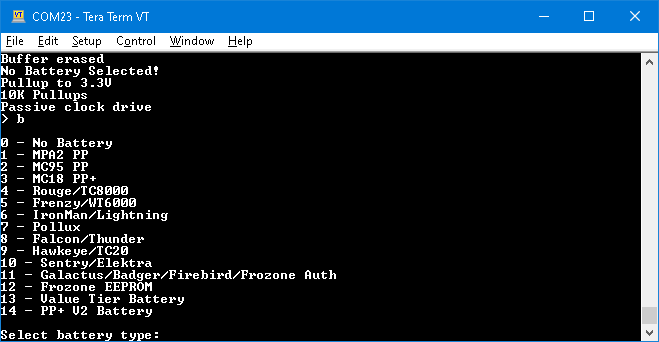 COM23 - Tera Term VT
File Edit Setup Control Window Help
Buffer erased
No Battery Selected!
Pullup to 3.3V
10K Pullups
Passive clock drive
> b
0 - No Battery
1 - MPA2 PP
2 - MC95 PP
3 - MC18 PP+
4 - Rouge/TC8000
5 - Frenzy/WT6000
6 - IronMan/Lightning
7 - Pollux
8 - Falcon/Thunder
9 - Hawkeye/TC20
10 - Sentry/Elektra
11 - Galactus/Badger/Firebird/Frozone Auth
12 - Frozone EEPROM
13 - Value Tier Battery
14 - PP+ V2 Battery
Select battery type: